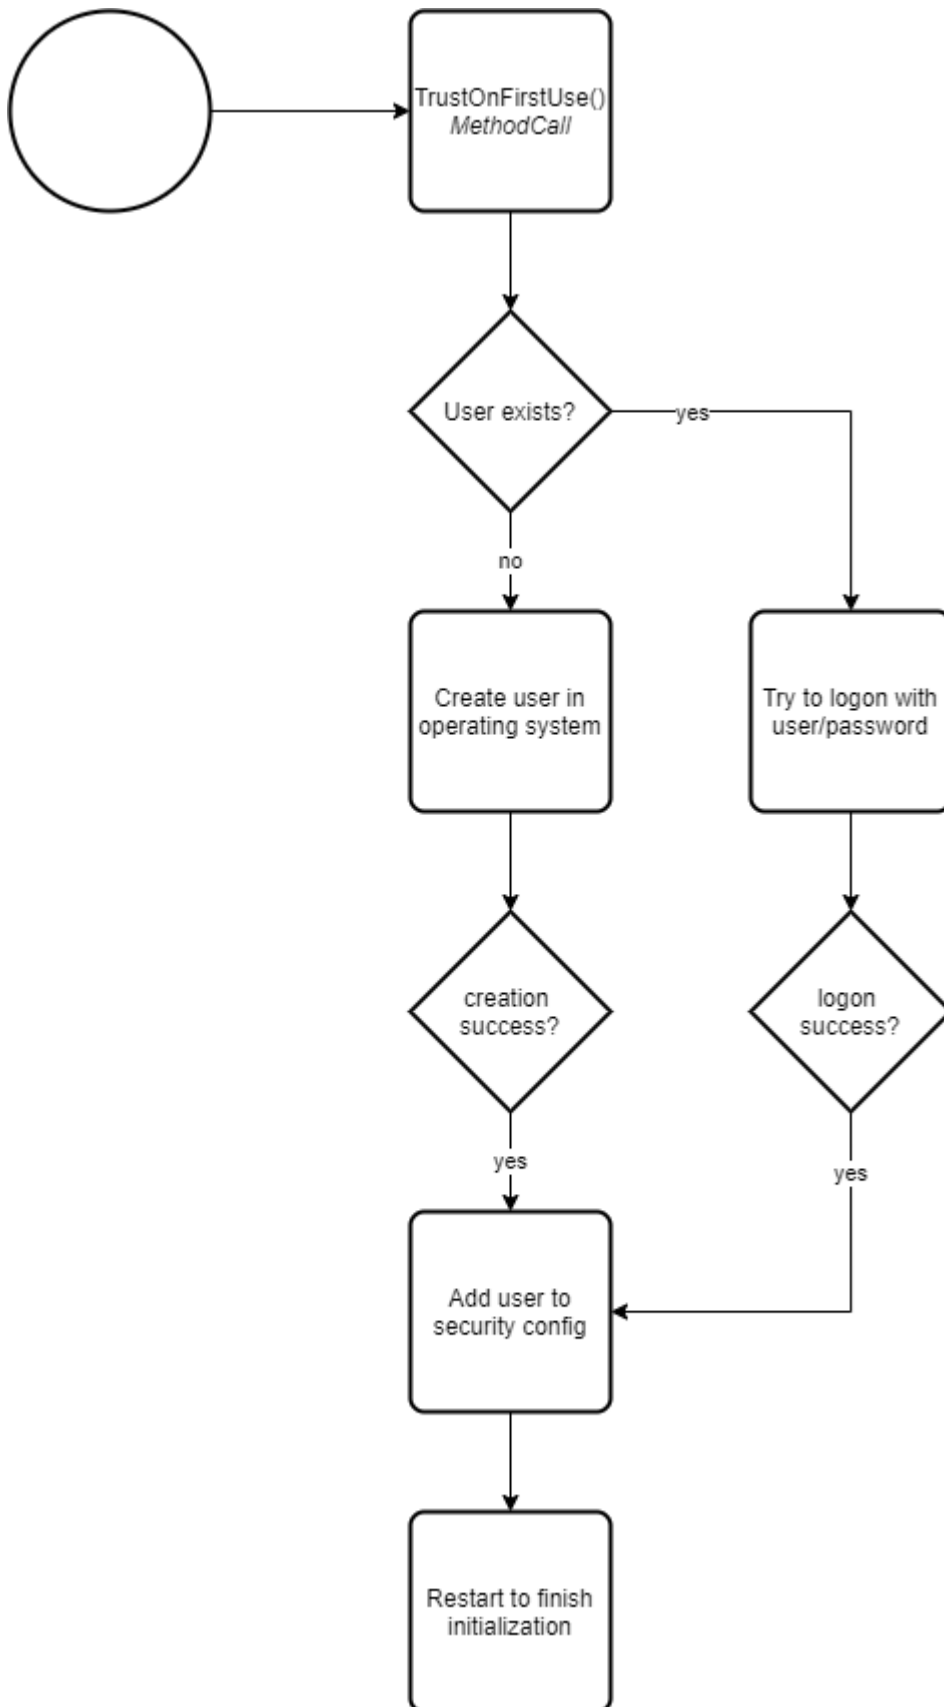 TrustOnFirstUse()
MethodCall
User exists?
yes
no
Create user in
operating system
Try to logon with
user/password
creation
success?
logon
success?
yes
yes
Add user to
security config
Restart to finish
initialization